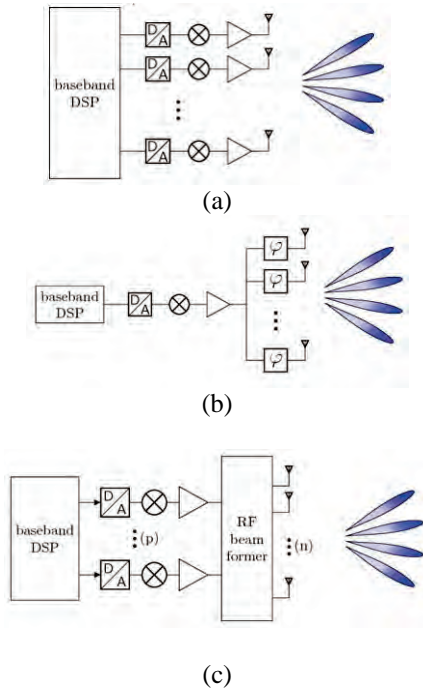 baseband
DSP
D
A
D
A
D
A
(a)
baseband
DSP
D
A
φ
φ
φ
(b)
baseband
DSP
D
A
(p)
D
A
RF
beam
former
(n)
(c)